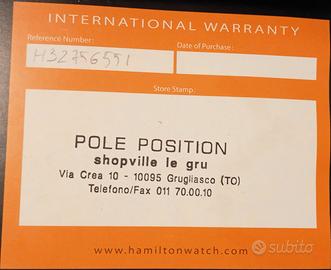 INTERNATIONAL WARRANTY
Reference Number: Date of Purchase:
H32756551
Store Stamp:
POLE POSITION
shopville le gru
Via Crea 10 - 10095 Grugliasco (TO)
Telefono/Fax 011 70.00.10
www.hamiltonwatch.com
subito